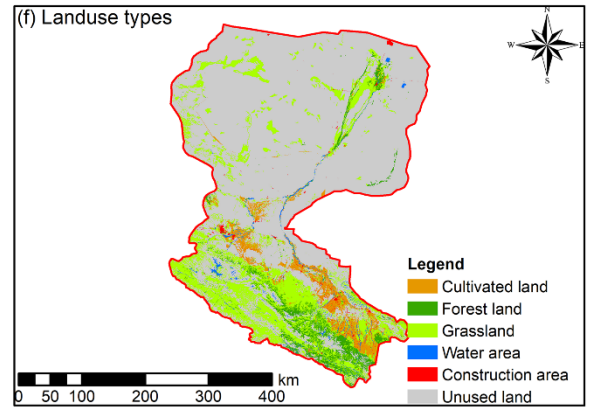 (f) Landuse types
N
W E
S
Legend
Cultivated land
Forest land
Grassland
Water area
Construction area
Unused land
km
0 50 100 200 300 400